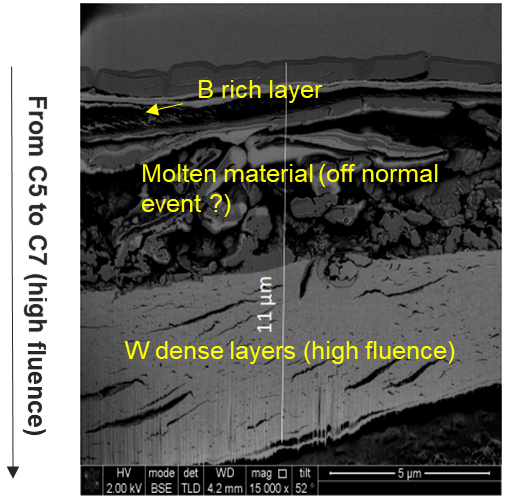 From C5 to C7 (high fluence)
B rich layer
Molten material (off normal
event ?)
11 µm
W dense layers (high fluence)
HV mode det WD mag □ tilt
2.00 kV BSE TLD 4.2 mm 15 000 x 52 ° 5 µm